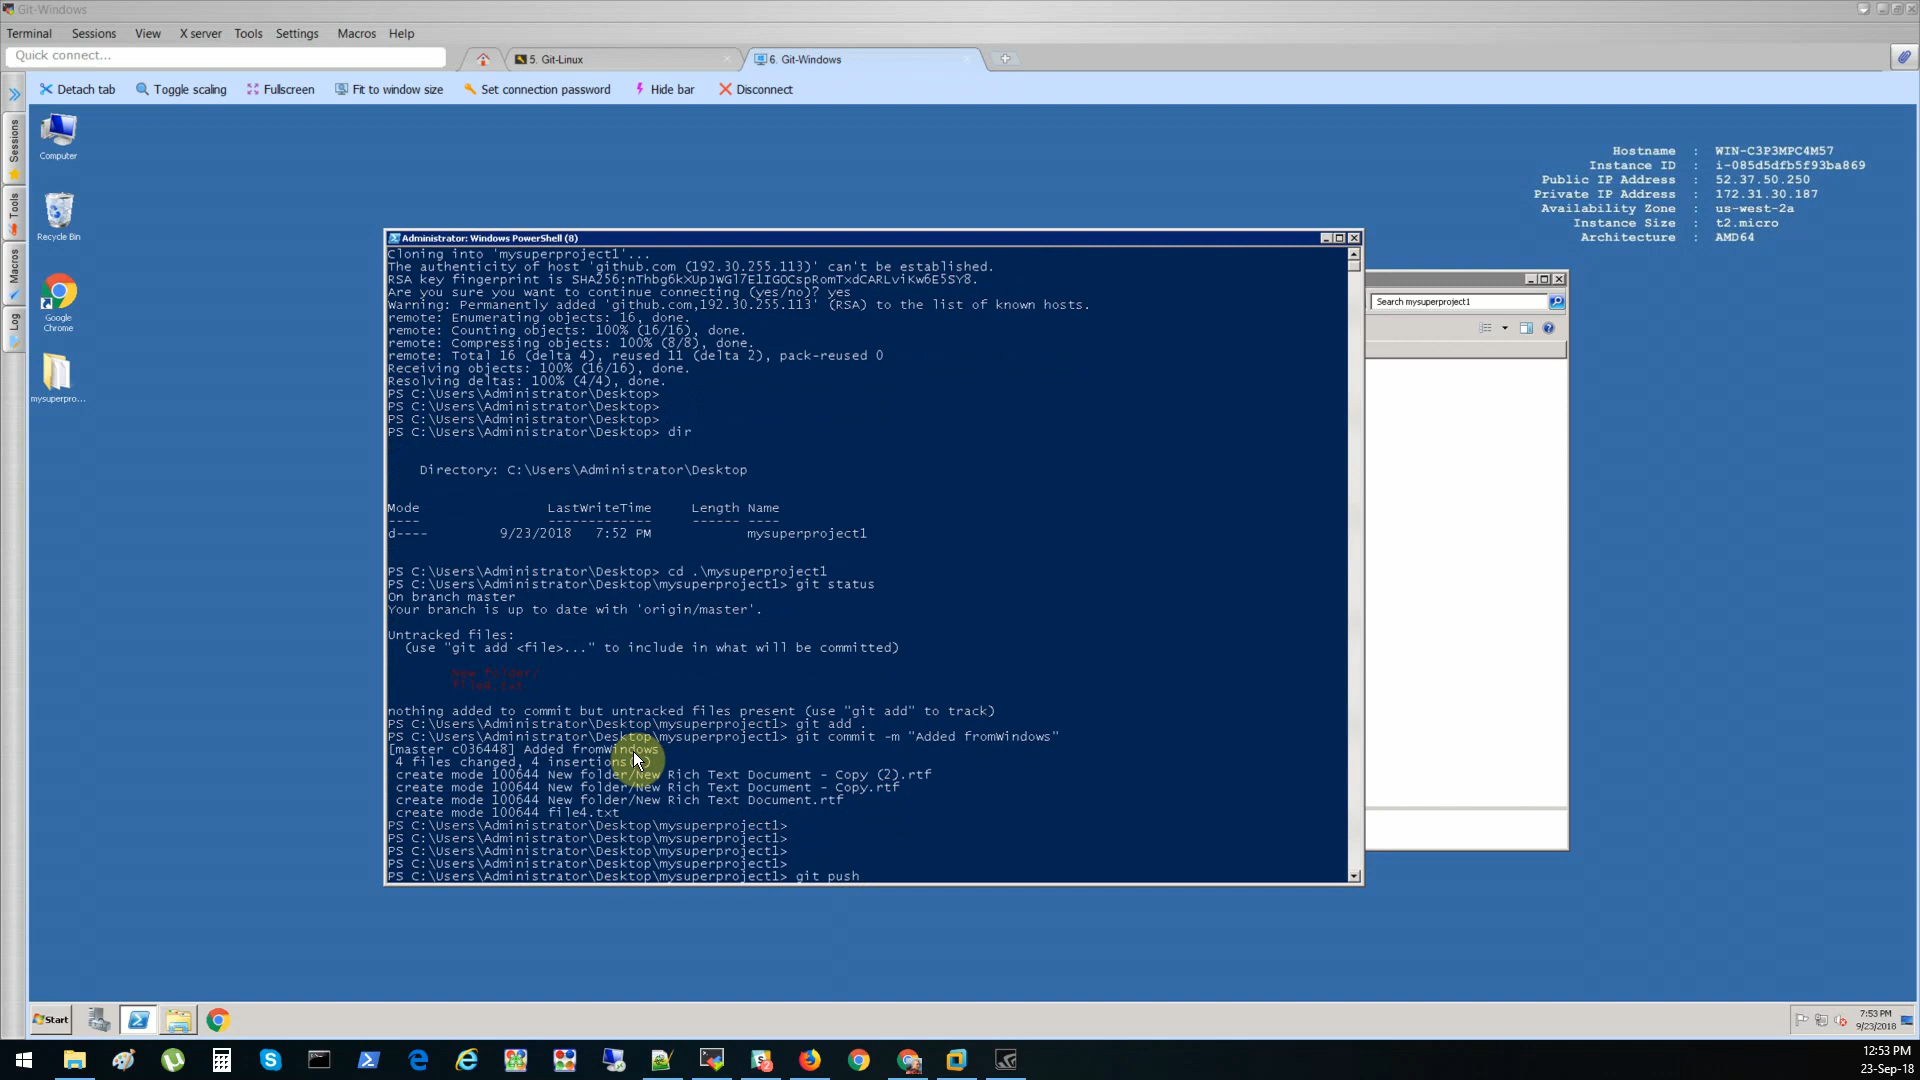 Git-Windows
Terminal
Sessions
View
X server
Tools
Settings
Macros
Help
Quick connect...
5. Git-Linux
6. Git-Windows
Detach tab
Toggle scaling
Fullscreen
Fit to window size
Set connection password
Hide bar
Disconnect
Sessions
Tools
Macros
Log
Computer
Recycle Bin
Google
Chrome
mysuperpro...
Hostname : WIN-C3P3MPC4M57
Instance ID : i-085d5dfb5f93ba869
Public IP Address : 52.37.50.250
Private IP Address : 172.31.30.187
Availability Zone : us-west-2a
Instance Size : t2.micro
Architecture : AMD64
Administrator: Windows PowerShell (8)
Cloning into 'mysuperproject1'...
The authenticity of host 'github.com (192.30.255.113)' can't be established.
RSA key fingerprint is SHA256:nThbg6kXUpJWGl7E1IGOCspRomTxdCARLviKw6E5SY8.
Are you sure you want to continue connecting (yes/no)? yes
Warning: Permanently added 'github.com,192.30.255.113' (RSA) to the list of known hosts.
remote: Enumerating objects: 16, done.
remote: Counting objects: 100% (16/16), done.
remote: Compressing objects: 100% (8/8), done.
remote: Total 16 (delta 4), reused 11 (delta 2), pack-reused 0
Receiving objects: 100% (16/16), done.
Resolving deltas: 100% (4/4), done.
PS C:\Users\Administrator\Desktop>
PS C:\Users\Administrator\Desktop>
PS C:\Users\Administrator\Desktop>
PS C:\Users\Administrator\Desktop> dir
Directory: C:\Users\Administrator\Desktop
Mode LastWriteTime Length Name
---- ------------- ------ ----
d---- 9/23/2018 7:52 PM mysuperproject1
PS C:\Users\Administrator\Desktop> cd .\mysuperproject1
PS C:\Users\Administrator\Desktop\mysuperproject1> git status
On branch master
Your branch is up to date with 'origin/master'.
Untracked files:
(use "git add <file>..." to include in what will be committed)
New folder/
file4.txt
nothing added to commit but untracked files present (use "git add" to track)
PS C:\Users\Administrator\Desktop\mysuperproject1> git add .
PS C:\Users\Administrator\Desktop\mysuperproject1> git commit -m "Added fromWindows"
[master c036448] Added fromWindows
4 files changed, 4 insertions(+)
create mode 100644 New folder/New Rich Text Document - Copy (2).rtf
create mode 100644 New folder/New Rich Text Document - Copy.rtf
create mode 100644 New folder/New Rich Text Document.rtf
create mode 100644 file4.txt
PS C:\Users\Administrator\Desktop\mysuperproject1>
PS C:\Users\Administrator\Desktop\mysuperproject1>
PS C:\Users\Administrator\Desktop\mysuperproject1>
PS C:\Users\Administrator\Desktop\mysuperproject1>
PS C:\Users\Administrator\Desktop\mysuperproject1> git push
Search mysuperproject1
Start
7:53 PM
9/23/2018
12:53 PM
23-Sep-18